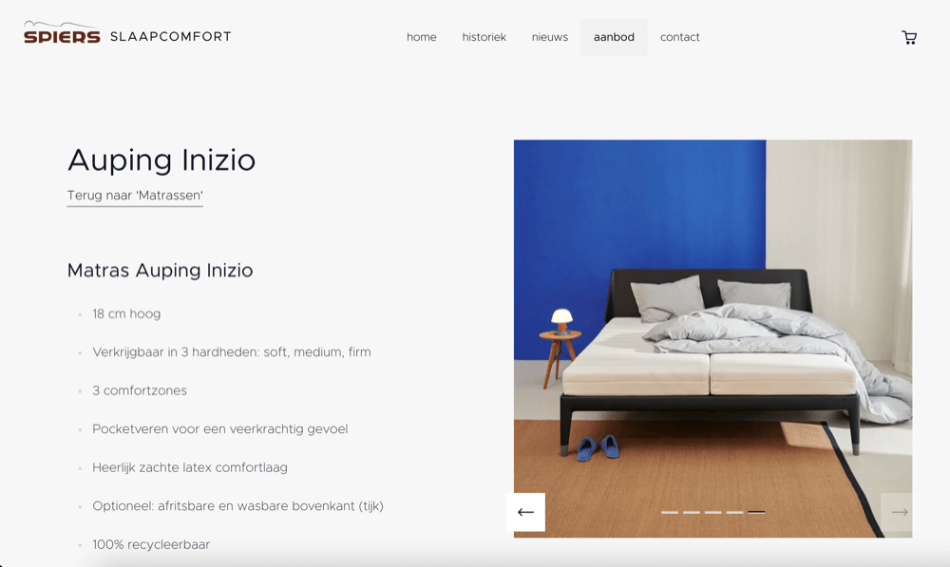 SPIERS SLAAPCOMFORT
home historiek nieuws aanbod contact
Auping Inizio
Terug naar 'Matrassen'
Matras Auping Inizio
18 cm hoog
Verkrijgbaar in 3 hardheden: soft, medium, firm
3 comfortzones
Pocketveren voor een veerkrachtig gevoel
Heerlijk zachte latex comfortlaag
Optioneel: afritsbare en wasbare bovenkant (tijk)
100% recycleerbaar